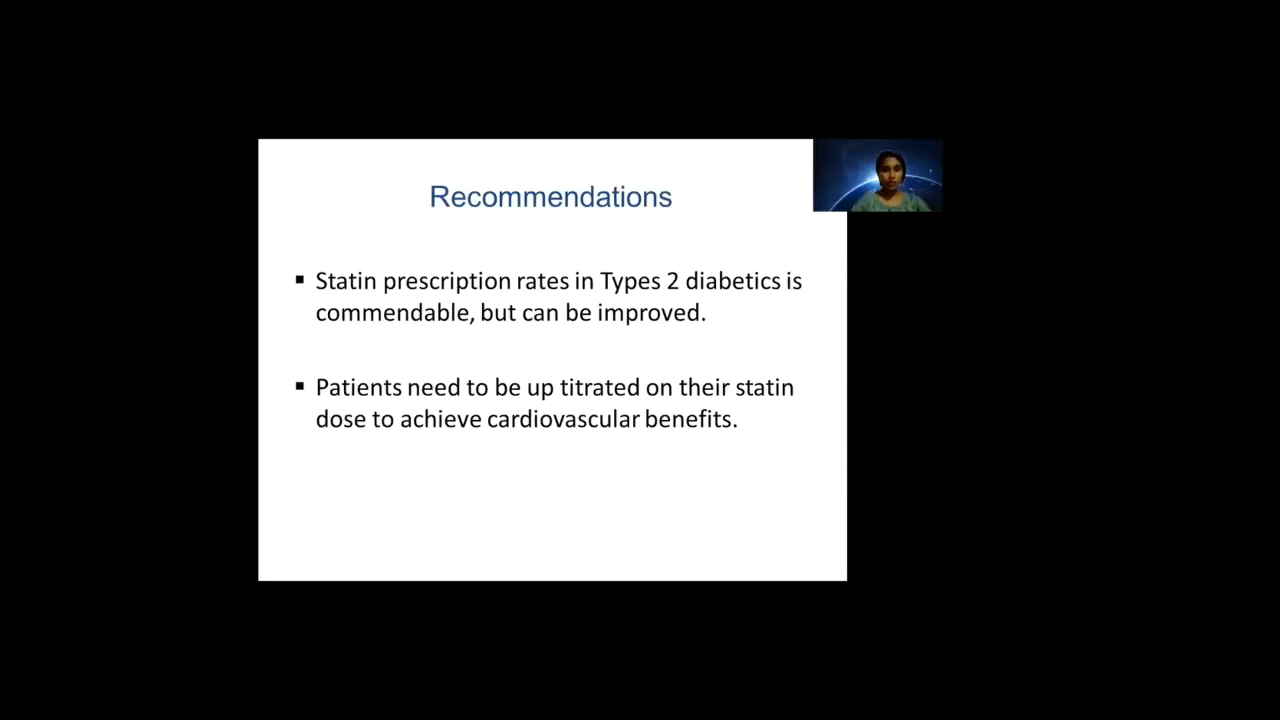 Recommendations
▪ Statin prescription rates in Types 2 diabetics is
commendable, but can be improved.
▪ Patients need to be up titrated on their statin
dose to achieve cardiovascular benefits.